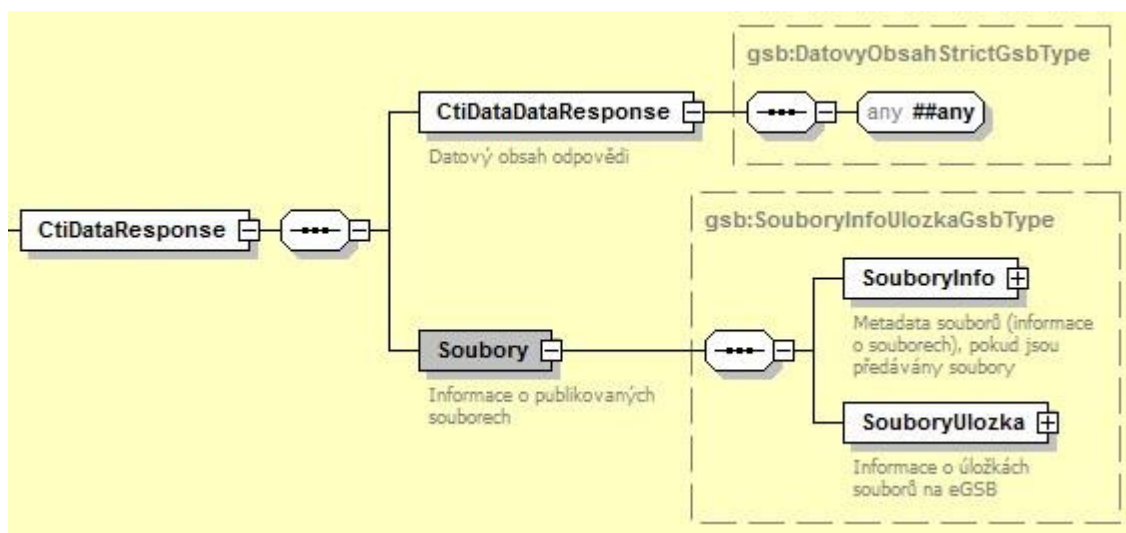 gsb:DatovyObsahStrictGsbType
CtiDataDataResponse
any ##any
Datový obsah odpovědi
gsb:SouboryInfoUlozkaGsbType
CtiDataResponse
SouboryInfo
Metadata souborů (informace
o souborech), pokud jsou
předávány soubory
Soubory
Informace o publikovaných
souborech
SouboryUlozka
Informace o úložkách
souborů na eGSB